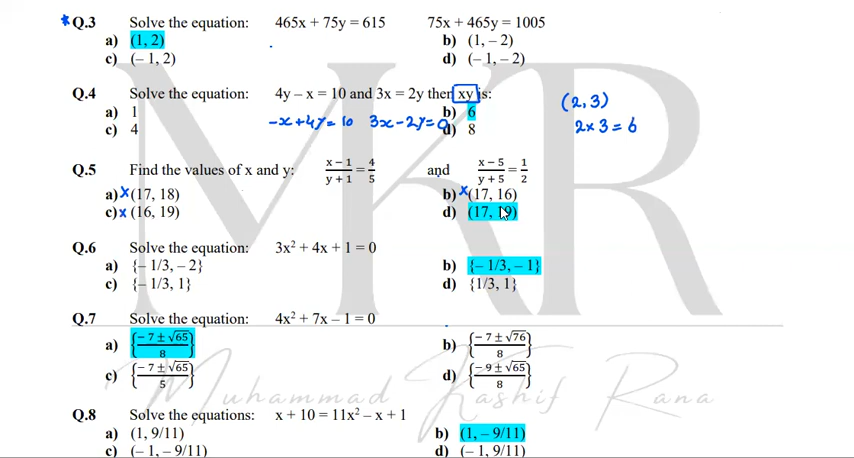 *Q.3 Solve the equation: 465x + 75y = 615 75x + 465y = 1005
a) (1, 2) b) (1, – 2)
c) (– 1, 2) d) (– 1, – 2)
Q.4 Solve the equation: 4y – x = 10 and 3x = 2y then xy is: (2, 3)
a) 1 b) 6
-x+4y=10 3x-2y=0 2x3=6
c) 4 d) 8
Q.5 Find the values of x and y: x – 1 / y + 1 = 4/5 and x – 5 / y + 5 = 1/2
a) x (17, 18) b) x (17, 16)
c) x (16, 19) d) (17, 19)
Q.6 Solve the equation: 3x² + 4x + 1 = 0
a) {– 1/3, – 2} b) {– 1/3, – 1}
c) {– 1/3, 1} d) {1/3, 1}
Q.7 Solve the equation: 4x² + 7x – 1 = 0
a) {– 7 ± √65 / 8} b) {– 7 ± √76 / 8}
c) {– 7 ± √65 / 5} d) {– 9 ± √65 / 8}
Muhammad Kashif Rana
Q.8 Solve the equations: x + 10 = 11x² – x + 1
a) (1, 9/11) b) (1, – 9/11)
c) (– 1, – 9/11) d) (– 1, 9/11)
MKR